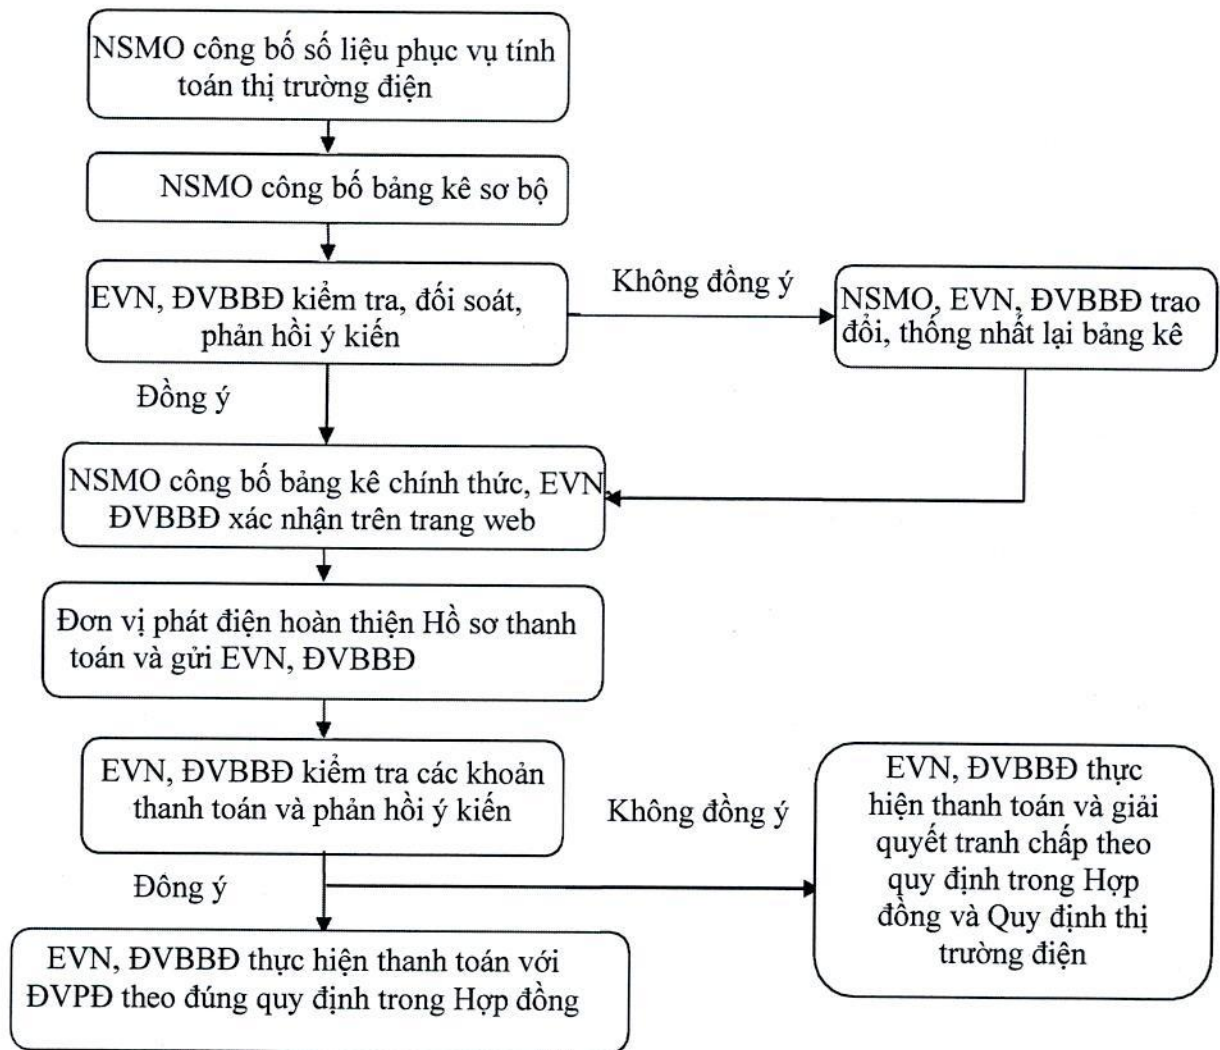 NSMO công bố số liệu phục vụ tính
toán thị trường điện
NSMO công bố bảng kê sơ bộ
EVN, ĐVBBĐ kiểm tra, đối soát,
phản hồi ý kiến
Không đồng ý
NSMO, EVN, ĐVBBĐ trao
đổi, thống nhất lại bảng kê
Đồng ý
NSMO công bố bảng kê chính thức, EVN,
ĐVBBĐ xác nhận trên trang web
Đơn vị phát điện hoàn thiện Hồ sơ thanh
toán và gửi EVN, ĐVBBĐ
EVN, ĐVBBĐ kiểm tra các khoản
thanh toán và phản hồi ý kiến
Không đồng ý
EVN, ĐVBBĐ thực
hiện thanh toán và giải
quyết tranh chấp theo
quy định trong Hợp
đồng và Quy định thị
trường điện
Đông ý
EVN, ĐVBBĐ thực hiện thanh toán với
ĐVPĐ theo đúng quy định trong Hợp đồng